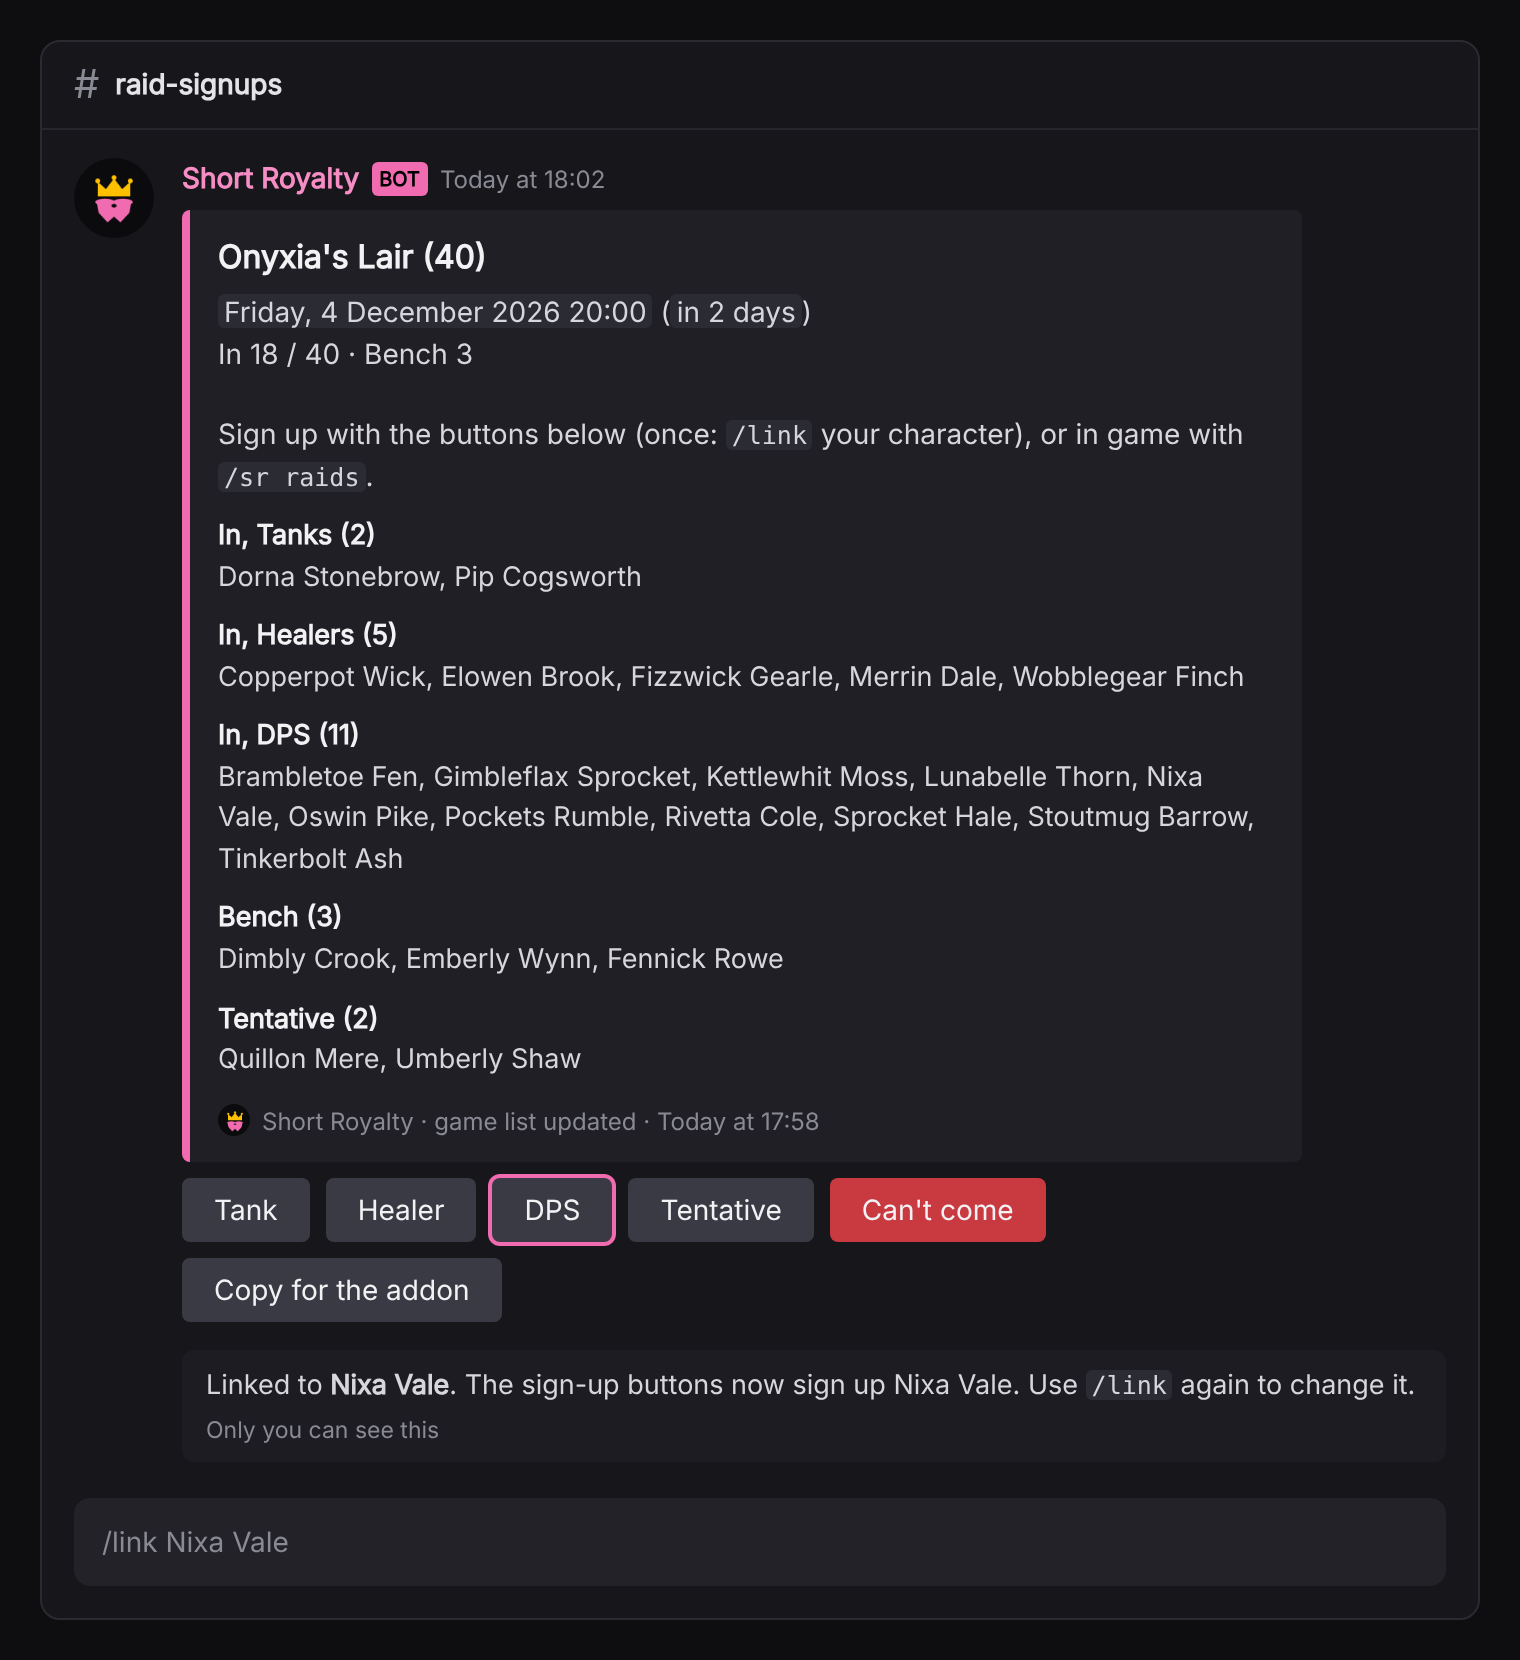 # raid-signups
Short Royalty BOT Today at 18:02
Onyxia's Lair (40)
Friday, 4 December 2026 20:00 (in 2 days)
In 18 / 40 · Bench 3
Sign up with the buttons below (once: /link your character), or in game with
/sr raids.
In, Tanks (2)
Dorna Stonebrow, Pip Cogsworth
In, Healers (5)
Copperpot Wick, Elowen Brook, Fizzwick Gearle, Merrin Dale, Wobblegear Finch
In, DPS (11)
Brambletoe Fen, Gimbleflax Sprocket, Kettlewhit Moss, Lunabelle Thorn, Nixa
Vale, Oswin Pike, Pockets Rumble, Rivetta Cole, Sprocket Hale, Stoutmug Barrow,
Tinkerbolt Ash
Bench (3)
Dimbly Crook, Emberly Wynn, Fennick Rowe
Tentative (2)
Quillon Mere, Umberly Shaw
Short Royalty · game list updated · Today at 17:58
Tank Healer DPS Tentative Can't come
Copy for the addon
Linked to Nixa Vale. The sign-up buttons now sign up Nixa Vale. Use /link again to change it.
Only you can see this
/link Nixa Vale